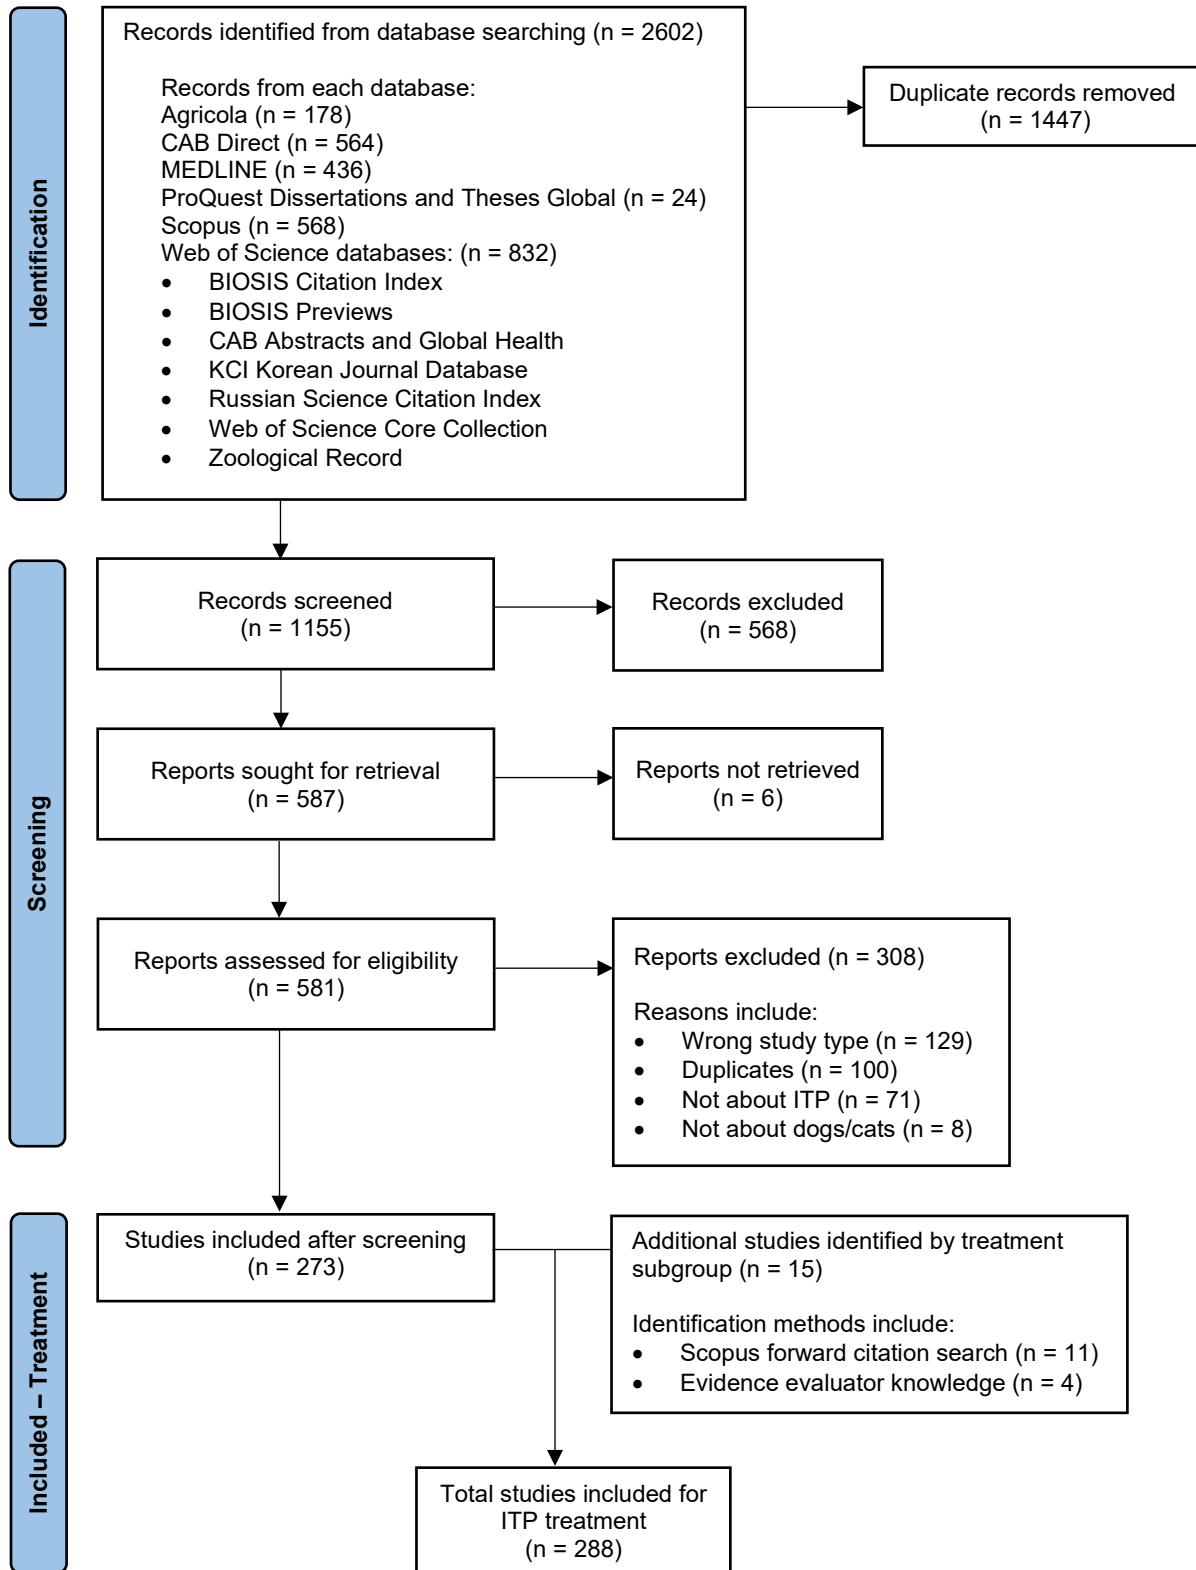 Identification
Records identified from database searching (n = 2602)
Records from each database:
Agricola (n = 178)
CAB Direct (n = 564)
MEDLINE (n = 436)
ProQuest Dissertations and Theses Global (n = 24)
Scopus (n = 568)
Web of Science databases: (n = 832)
• BIOSIS Citation Index
• BIOSIS Previews
• CAB Abstracts and Global Health
• KCI Korean Journal Database
• Russian Science Citation Index
• Web of Science Core Collection
• Zoological Record
Duplicate records removed
(n = 1447)
Screening
Records screened
(n = 1155)
Records excluded
(n = 568)
Reports sought for retrieval
(n = 587)
Reports not retrieved
(n = 6)
Reports assessed for eligibility
(n = 581)
Reports excluded (n = 308)
Reasons include:
• Wrong study type (n = 129)
• Duplicates (n = 100)
• Not about ITP (n = 71)
• Not about dogs/cats (n = 8)
Included – Treatment
Studies included after screening
(n = 273)
Additional studies identified by treatment
subgroup (n = 15)
Identification methods include:
• Scopus forward citation search (n = 11)
• Evidence evaluator knowledge (n = 4)
Total studies included for
ITP treatment
(n = 288)